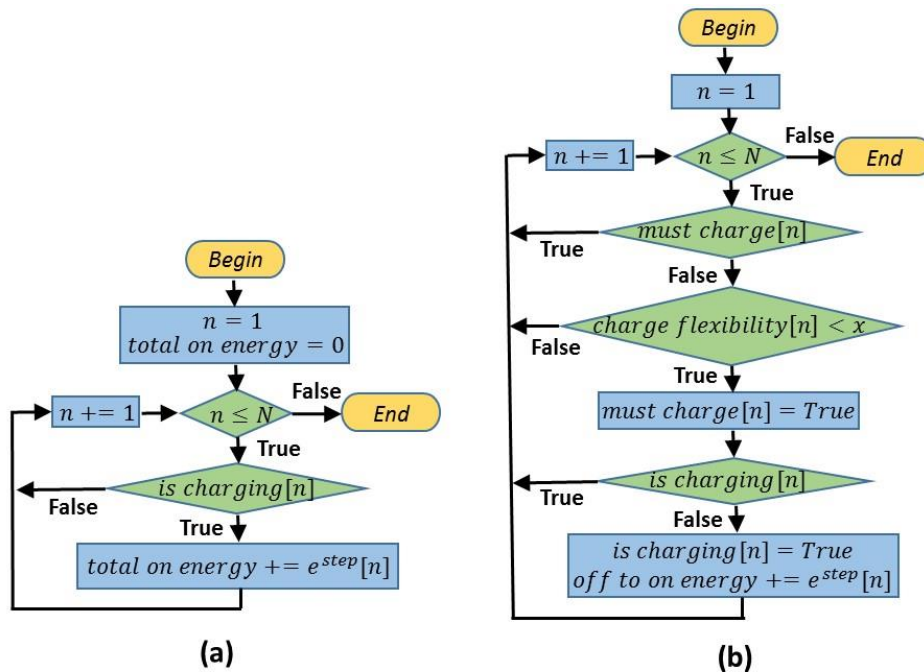 Begin
n = 1
total on energy = 0
n += 1
n ≤ N
False
End
True
is charging[n]
False
True
total on energy += e^step[n]
(a)
Begin
n = 1
n += 1
n ≤ N
False
End
True
must charge[n]
True
False
charge flexibility[n] < x
False
True
must charge[n] = True
is charging[n]
True
False
is charging[n] = True
off to on energy += e^step[n]
(b)